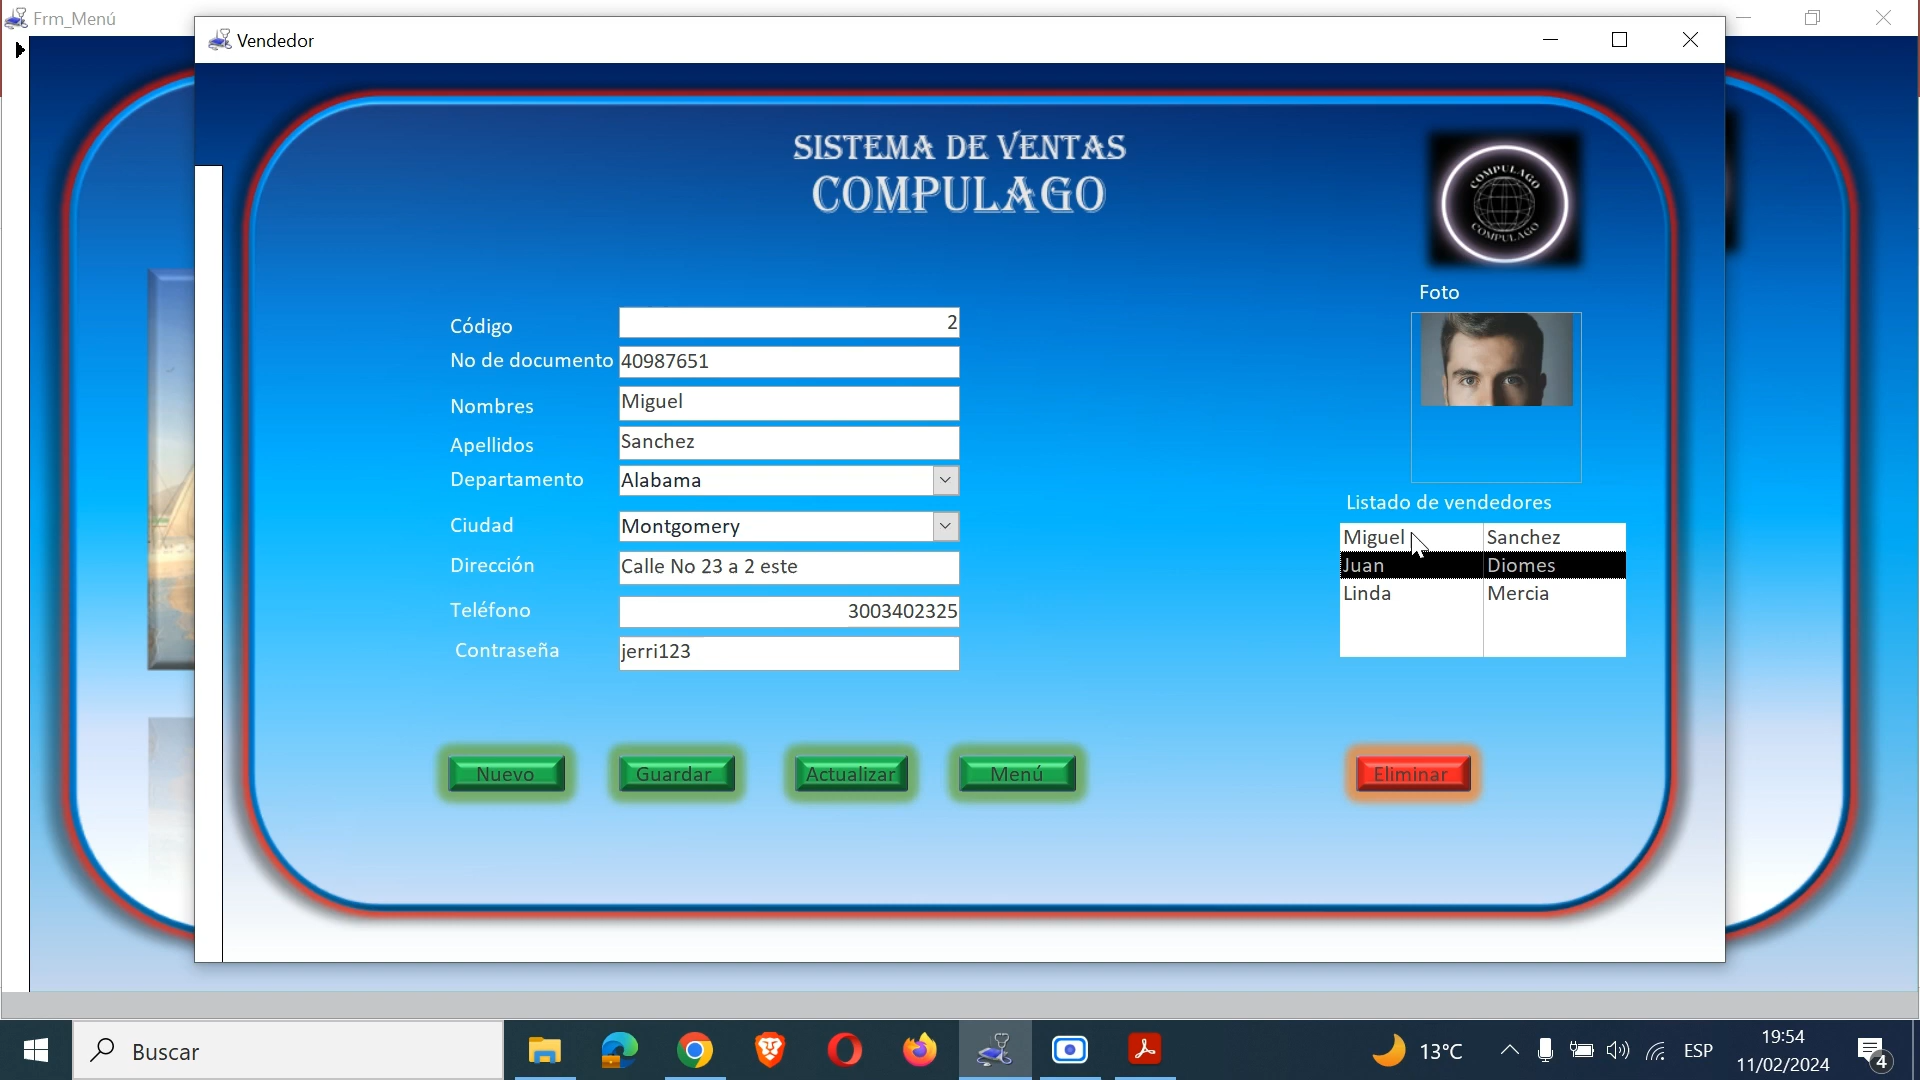 Frm_Menú
Vendedor
SISTEMA DE VENTAS
COMPULAGO
COMPULAGO
COMPULAGO
Foto
Código 2
No de documento 40987651
Nombres Miguel
Apellidos Sanchez
Departamento Alabama
Ciudad Montgomery
Dirección Calle No 23 a 2 este
Teléfono 3003402325
Contraseña jerri123
Listado de vendedores
Miguel Sanchez
Juan Diomes
Linda Mercia
Nuevo Guardar Actualizar Menú Eliminar
Buscar
13°C
ESP
19:54
11/02/2024
4